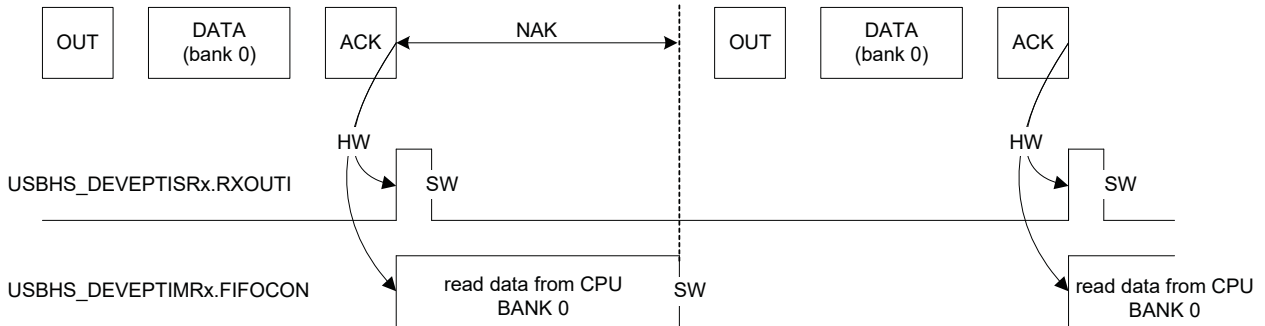 OUT
DATA
(bank 0)
ACK
NAK
OUT
DATA
(bank 0)
ACK
HW
HW
USBHS_DEVEPTISRx.RXOUTI
SW
SW
USBHS_DEVEPTIMRx.FIFOCON
read data from CPU
BANK 0
SW
read data from CPU
BANK 0